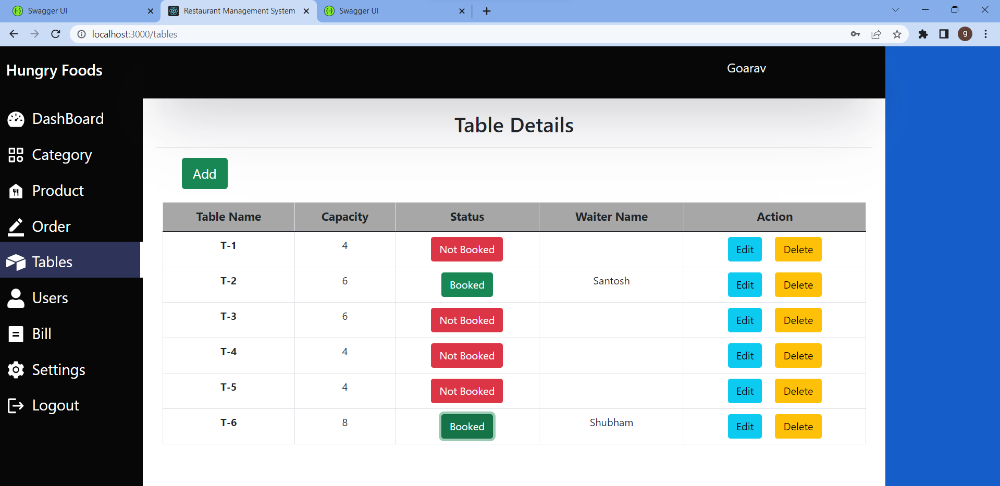 Swagger UI
Restaurant Management System
Swagger UI
localhost:3000/tables
g
Hungry Foods
Goarav
DashBoard
Category
Product
Order
Tables
Users
Bill
Settings
Logout
Table Details
Add
Table Name Capacity Status Waiter Name Action
T-1 4 Not Booked Edit Delete
T-2 6 Booked Santosh Edit Delete
T-3 6 Not Booked Edit Delete
T-4 4 Not Booked Edit Delete
T-5 4 Not Booked Edit Delete
T-6 8 Booked Shubham Edit Delete